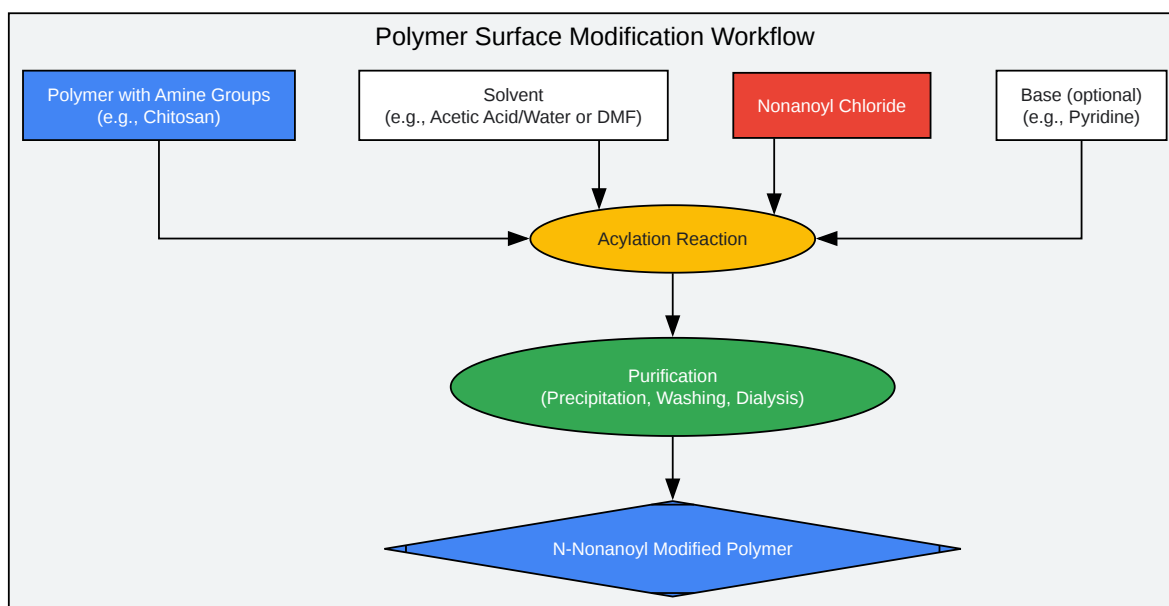 Polymer Surface Modification Workflow
Polymer with Amine Groups
(e.g., Chitosan)
Solvent
(e.g., Acetic Acid/Water or DMF)
Nonanoyl Chloride
Base (optional)
(e.g., Pyridine)
Acylation Reaction
Purification
(Precipitation, Washing, Dialysis)
N-Nonanoyl Modified Polymer